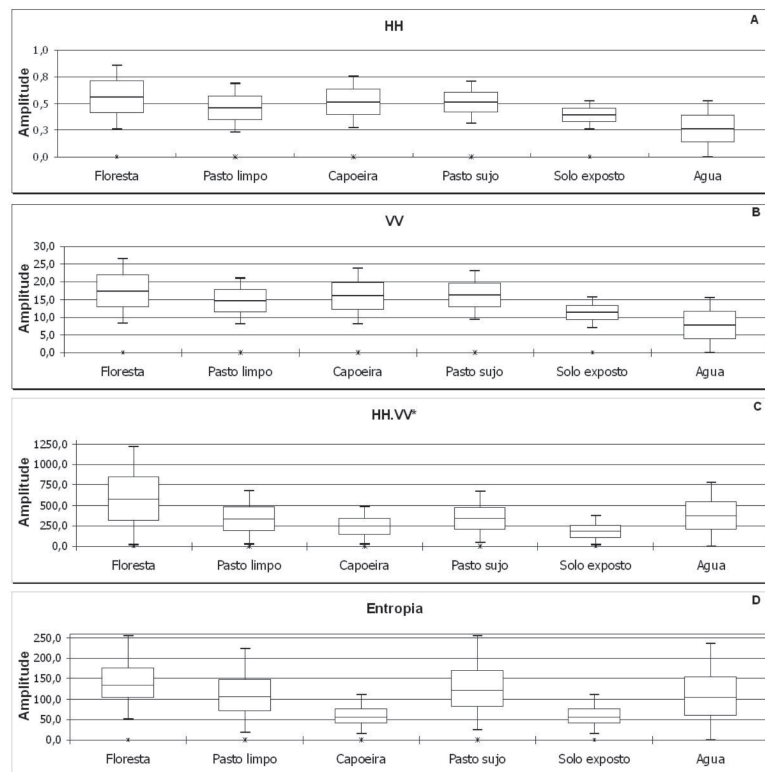 HH
A
Amplitude
1,0
0,8
0,5
0,3
0,0
Floresta Pasto limpo Capoeira Pasto sujo Solo exposto Agua
VV
B
Amplitude
30,0
25,0
20,0
15,0
10,0
5,0
0,0
Floresta Pasto limpo Capoeira Pasto sujo Solo exposto Agua
HH.VV*
C
Amplitude
1250,0
1000,0
750,0
500,0
250,0
0,0
Floresta Pasto limpo Capoeira Pasto sujo Solo exposto Agua
Entropia
D
Amplitude
250,0
200,0
150,0
100,0
50,0
0,0
Floresta Pasto limpo Capoeira Pasto sujo Solo exposto Agua